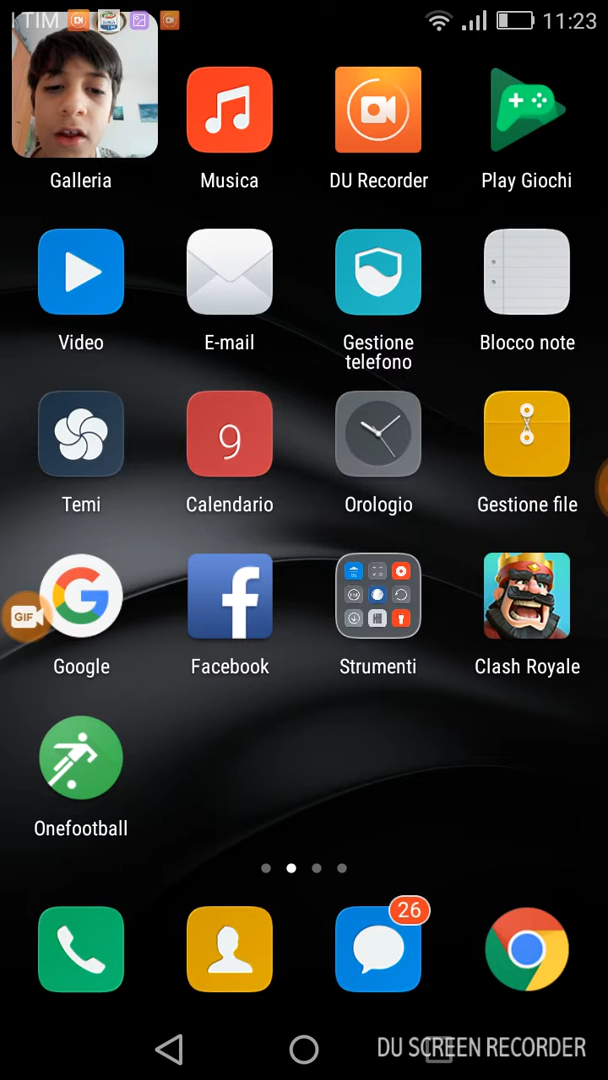 TIM 11:23
Galleria Musica DU Recorder Play Giochi
Video E-mail Gestione telefono Blocco note
9
Temi Calendario Orologio Gestione file
GIF
Google Facebook Strumenti Clash Royale
Onefootball
26
DU SCREEN RECORDER